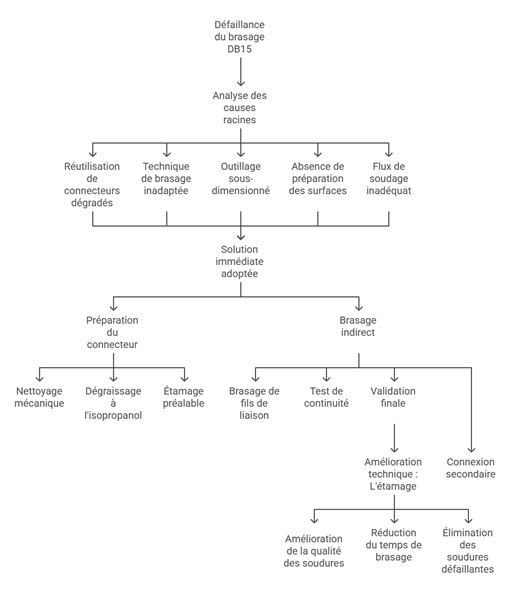 Défaillance
du brasage
DB15
Analyse des
causes
racines
Réutilisation
de
connecteurs
dégradés
Technique
de brasage
inadaptée
Outillage
sous-
dimensionné
Absence de
préparation
des surfaces
Flux de
soudage
inadéquat
Solution
immédiate
adoptée
Préparation
du
connecteur
Brasage
indirect
Nettoyage
mécanique
Dégraissage
à
l'isopropanol
Étamage
préalable
Brasage de
fils de
liaison
Test de
continuité
Validation
finale
Amélioration
technique :
L'étamage
Connexion
secondaire
Amélioration
de la qualité
des soudures
Réduction
du temps de
brasage
Élimination
des
soudures
défaillantes